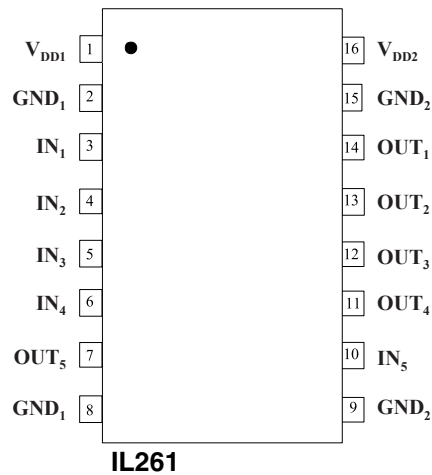 V_DD1 1 16 V_DD2
GND_1 2 15 GND_2
IN_1 3 14 OUT_1
IN_2 4 13 OUT_2
IN_3 5 12 OUT_3
IN_4 6 11 OUT_4
OUT_5 7 10 IN_5
GND_1 8 9 GND_2
IL261